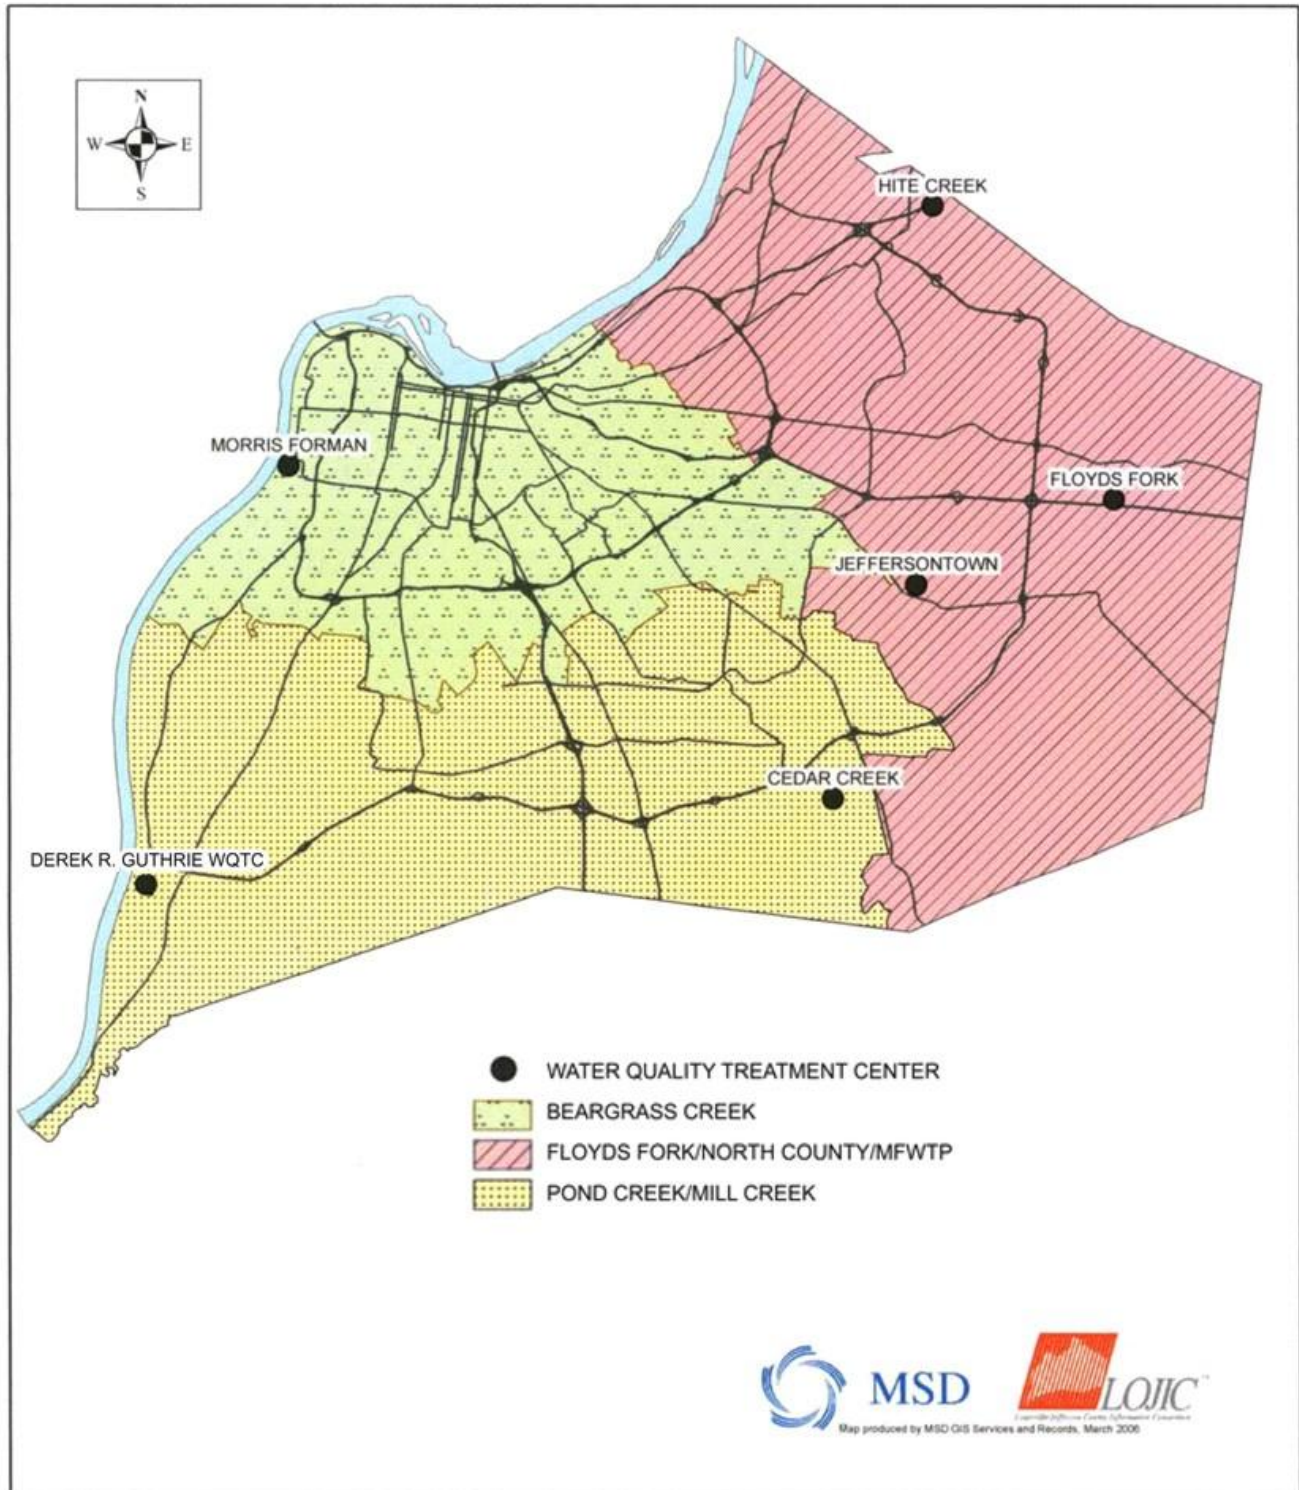 N
W E
S
HITE CREEK
MORRIS FORMAN
FLOYDS FORK
JEFFERSONTOWN
CEDAR CREEK
DEREK R. GUTHRIE WQTC
WATER QUALITY TREATMENT CENTER
BEARGRASS CREEK
FLOYDS FORK/NORTH COUNTY/MFWTP
POND CREEK/MILL CREEK
MSD
LOJIC
Map produced by MSD GIS Services and Records, March 2006